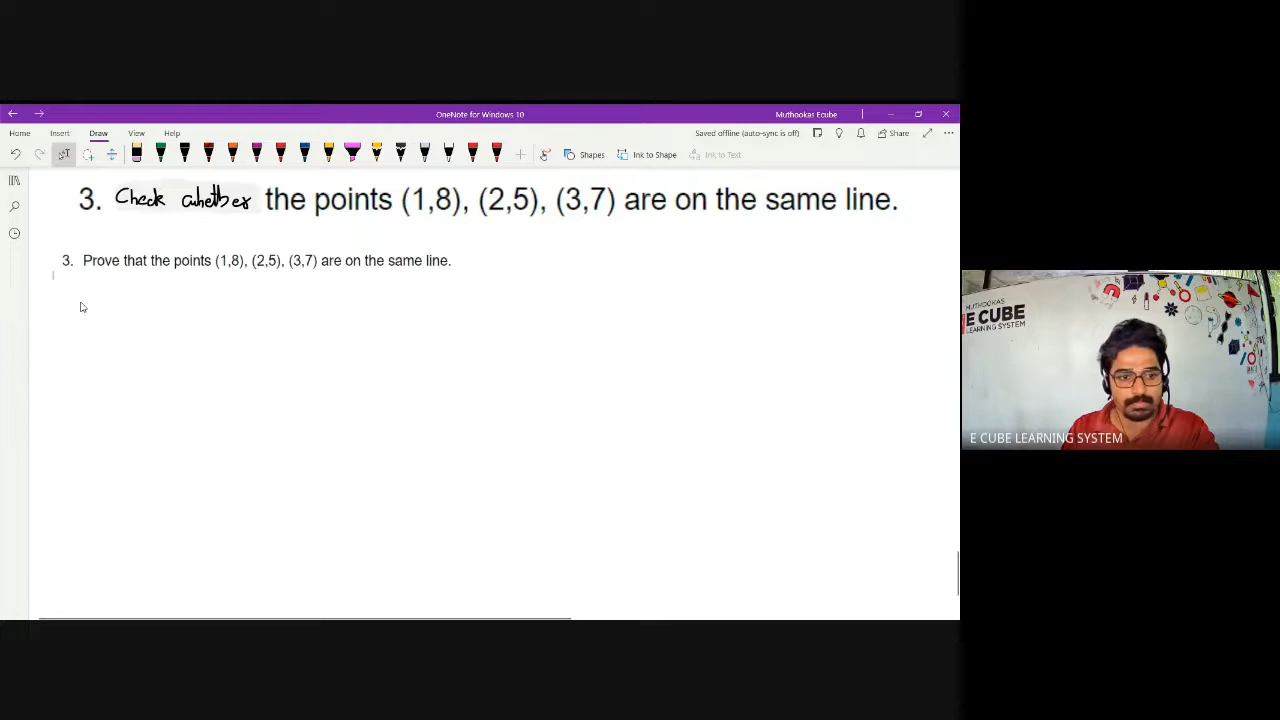 OneNote for Windows 10
Muthookas Ecube
Home Insert Draw View Help
Saved offline (auto-sync is off)
Share
Shapes
Ink to Shape
Ink to Text
3. Check whether the points (1,8), (2,5), (3,7) are on the same line.
3. Prove that the points (1,8), (2,5), (3,7) are on the same line.
MUTHOOKAS
E CUBE
LEARNING SYSTEM
E CUBE LEARNING SYSTEM